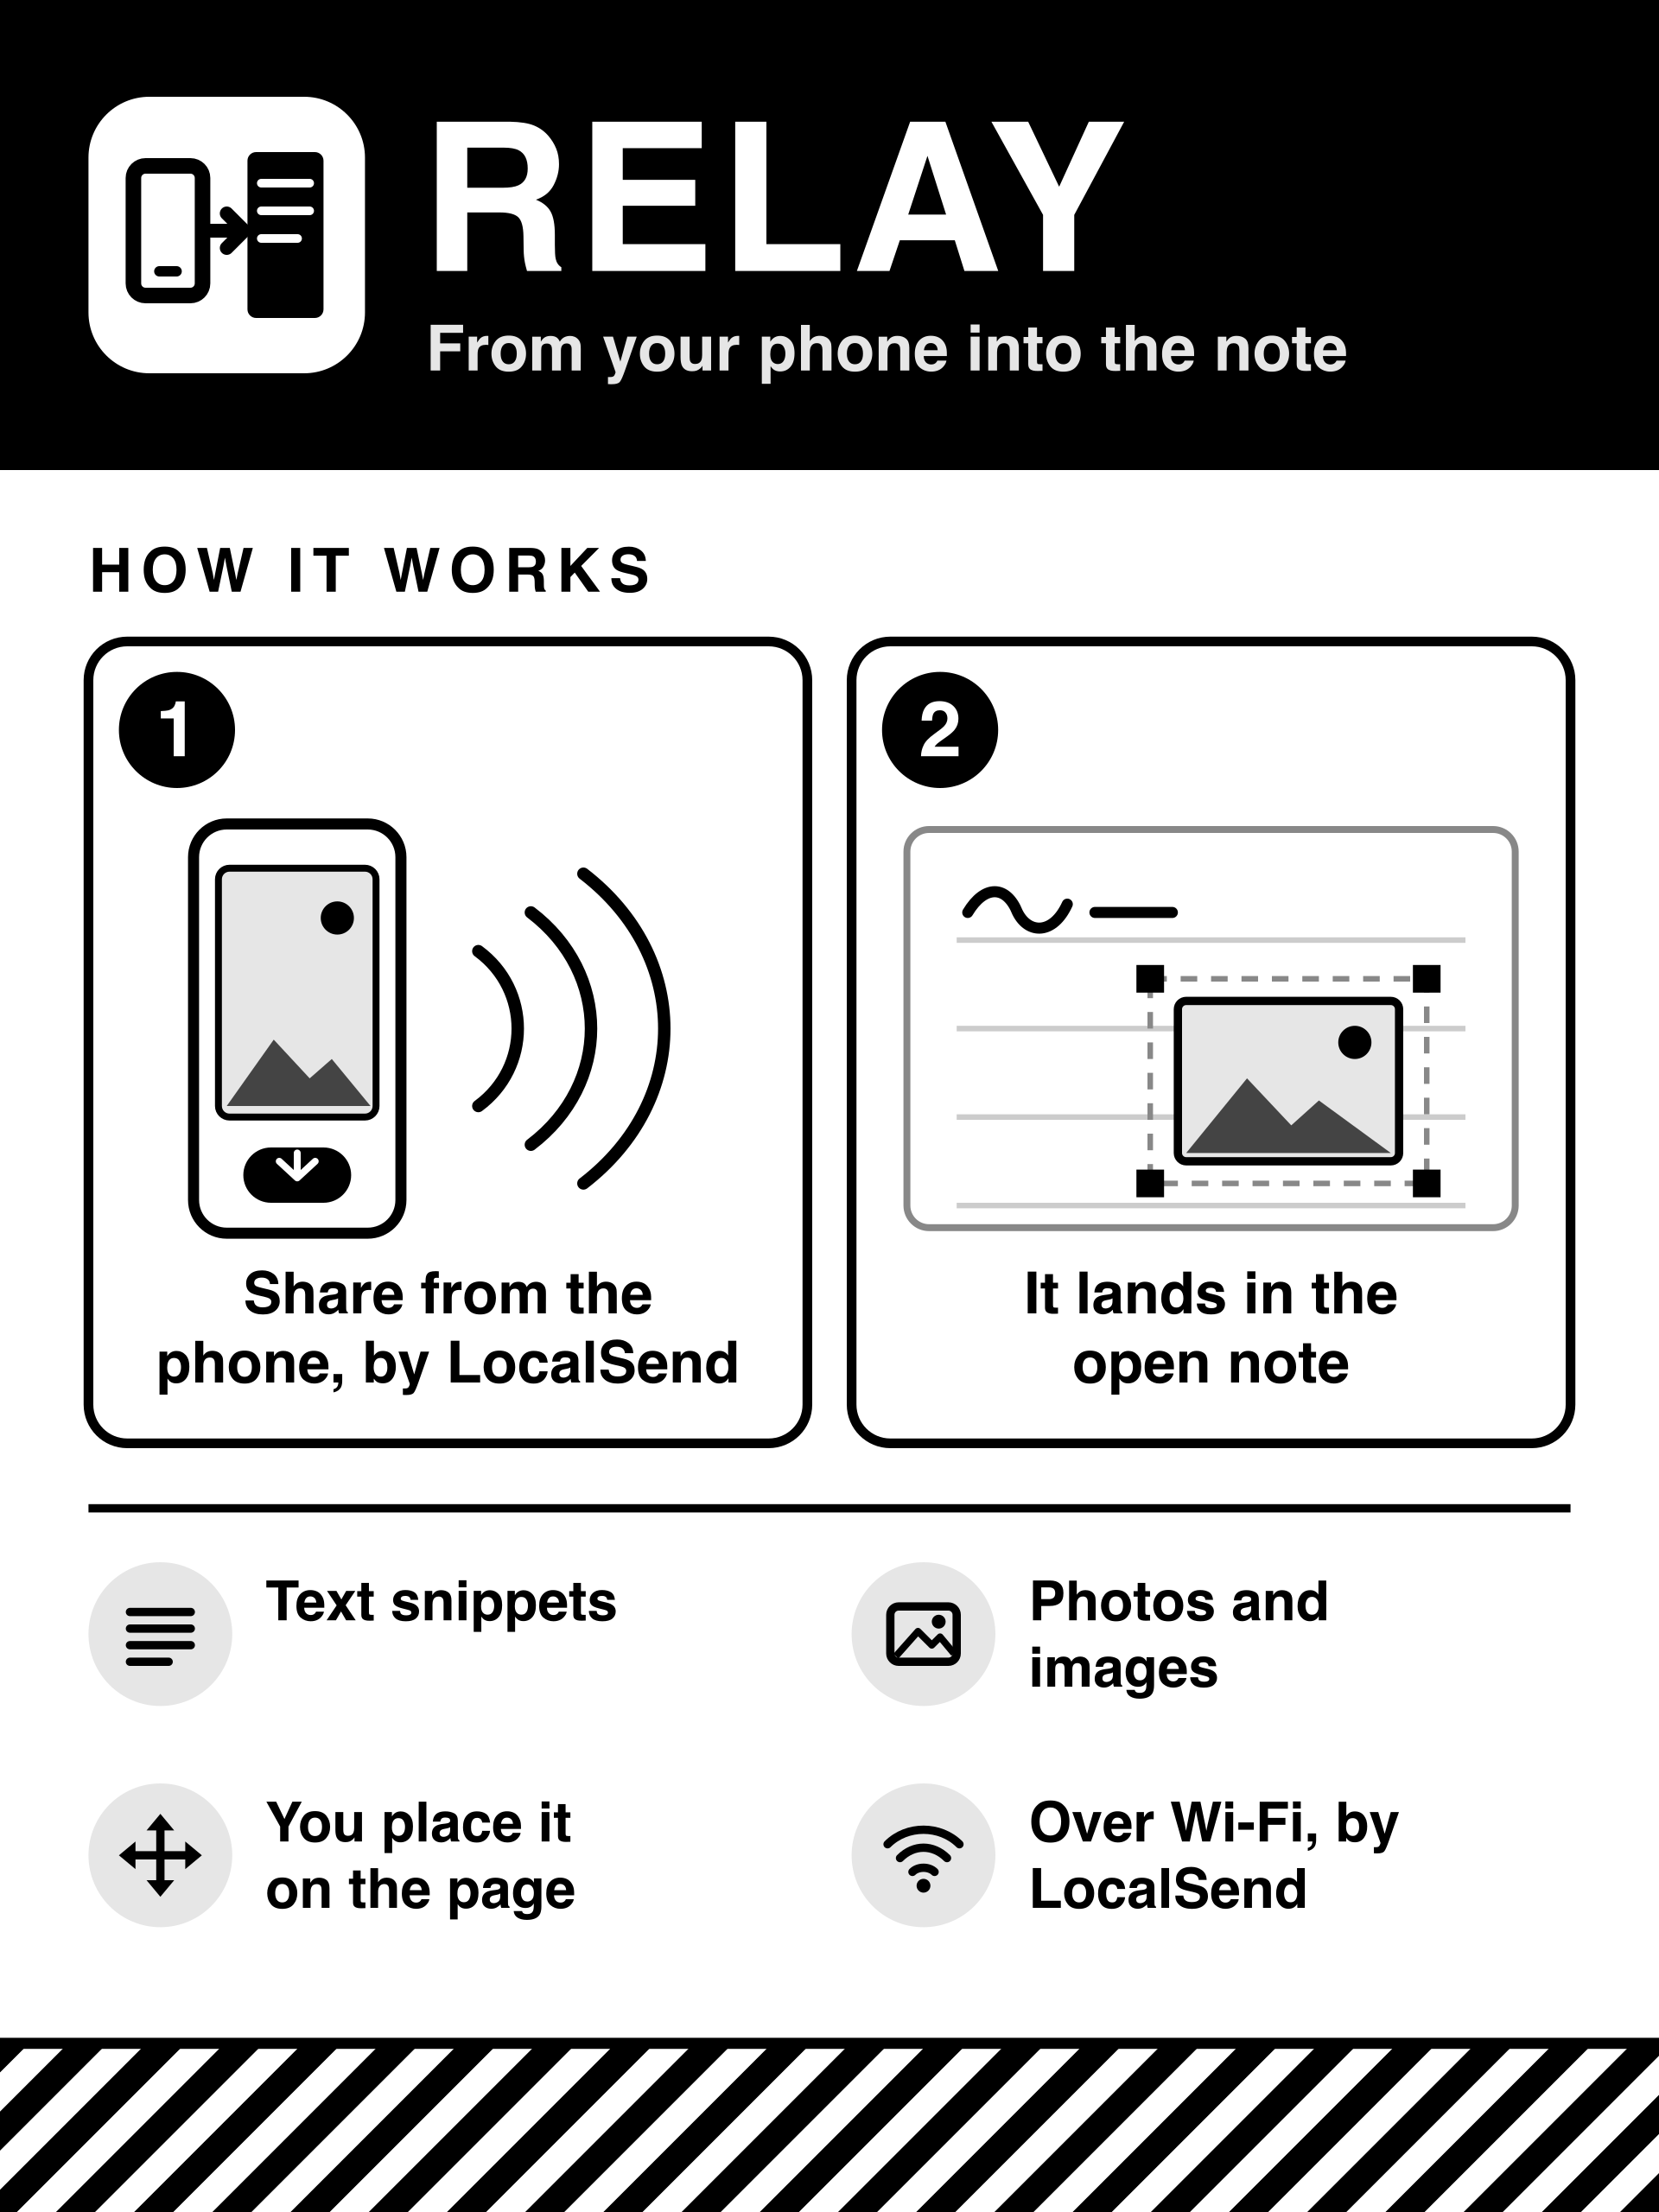 RELAY
From your phone into the note
HOW IT WORKS
1
Share from the
phone, by LocalSend
2
It lands in the
open note
Text snippets
Photos and
images
You place it
on the page
Over Wi-Fi, by
LocalSend